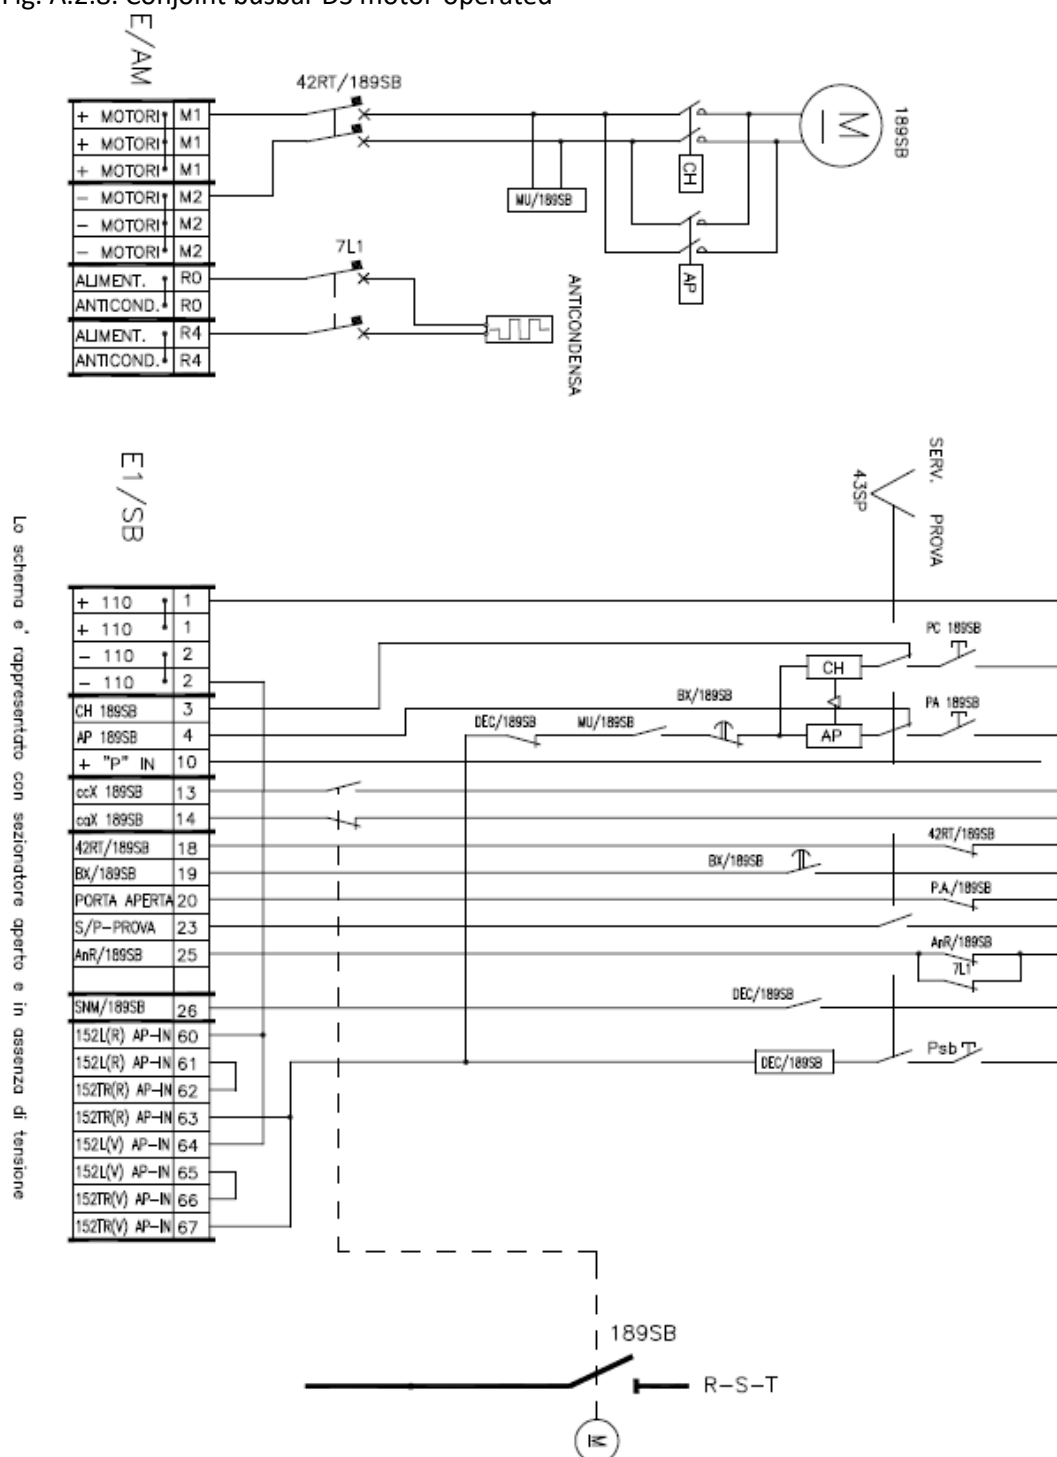 Fig. A.2.8. Conjoint busbar DS motor-operated
E/AM
42RT/189SB
+ MOTORI M1
+ MOTORI M1
+ MOTORI M1
- MOTORI M2
- MOTORI M2
- MOTORI M2
ALIMENT. R0
ANTICOND. R0
ALIMENT. R4
ANTICOND. R4
MU/189SB
CH
AP
M
189SB
7L1
ANTICONDENSA
E1/SB
SERV. PROVA
43SP
Lo schema e' rappresentato con sezionatore aperto e in assenza di tensione
+ 110 1
+ 110 1
- 110 2
- 110 2
CH 189SB 3
AP 189SB 4
+ "P" IN 10
ccX 189SB 13
caX 189SB 14
42RT/189SB 18
BX/189SB 19
PORTA APERTA 20
S/P-PROVA 23
AnR/189SB 25
SNM/189SB 26
152L(R) AP-IN 60
152L(R) AP-IN 61
152TR(R) AP-IN 62
152TR(R) AP-IN 63
152L(V) AP-IN 64
152L(V) AP-IN 65
152TR(V) AP-IN 66
152TR(V) AP-IN 67
PC 189SB
CH
BX/189SB
PA 189SB
DEC/189SB
MU/189SB
AP
42RT/189SB
BX/189SB
P.A./189SB
AnR/189SB
7L1
DEC/189SB
DEC/189SB
Psb
189SB
R-S-T
M